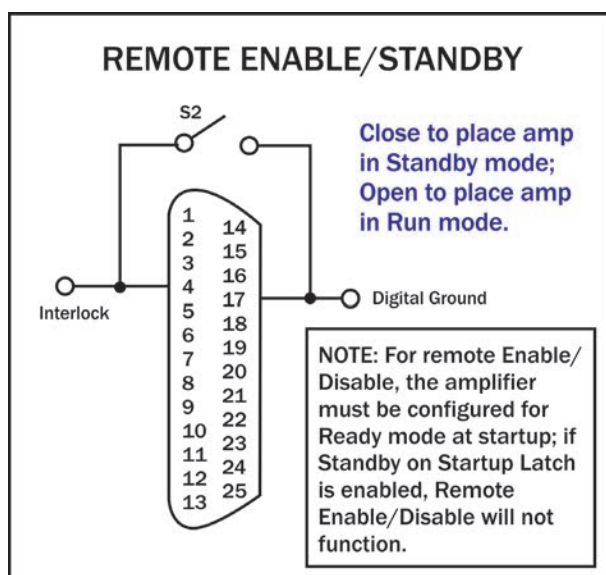 REMOTE ENABLE/STANDBY
S2
Close to place amp
in Standby mode;
Open to place amp
in Run mode.
1
2
3
4
5
6
7
8
9
10
11
12
13
14
15
16
17
18
19
20
21
22
23
24
25
Interlock
Digital Ground
NOTE: For remote Enable/
Disable, the amplifier
must be configured for
Ready mode at startup; if
Standby on Startup Latch
is enabled, Remote
Enable/Disable will not
function.